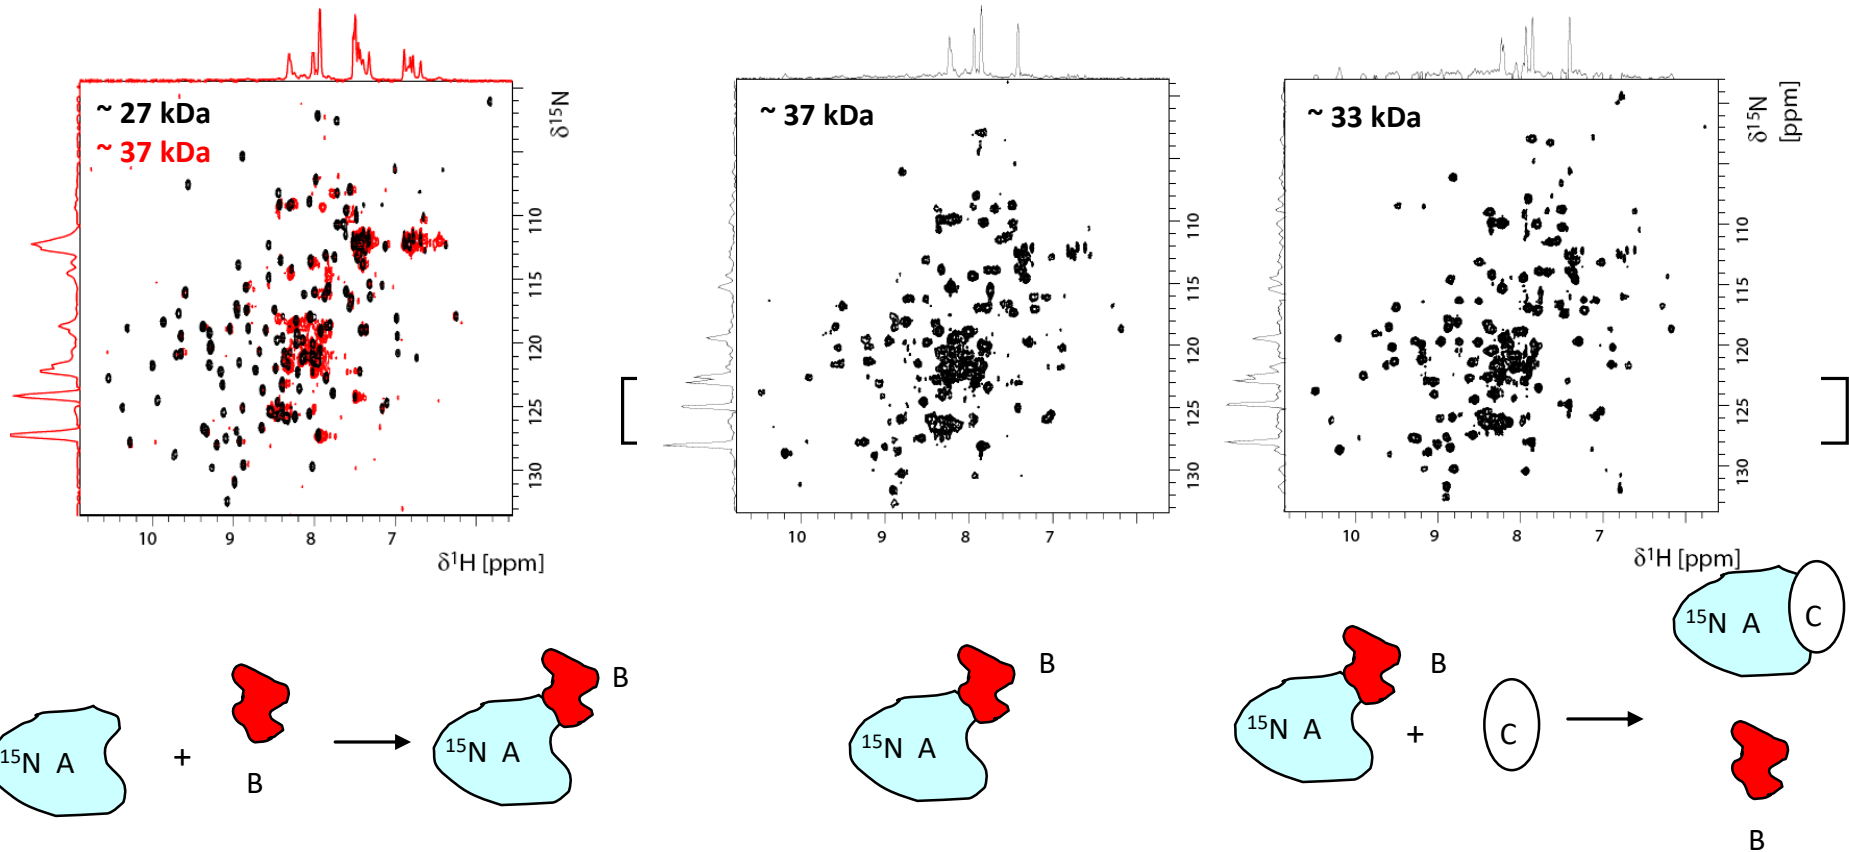 ~ 27 kDa
~ 37 kDa
δ¹⁵N
110
115
120
125
130
10 9 8 7
δ¹H [ppm]
~ 37 kDa
110
115
120
125
130
10 9 8 7
~ 33 kDa
δ¹⁵N
[ppm]
110
115
120
125
130
10 9 8 7
δ¹H [ppm]
¹⁵N A
+
B
¹⁵N A
B
¹⁵N A
B
¹⁵N A
B
+
C
¹⁵N A
C
B